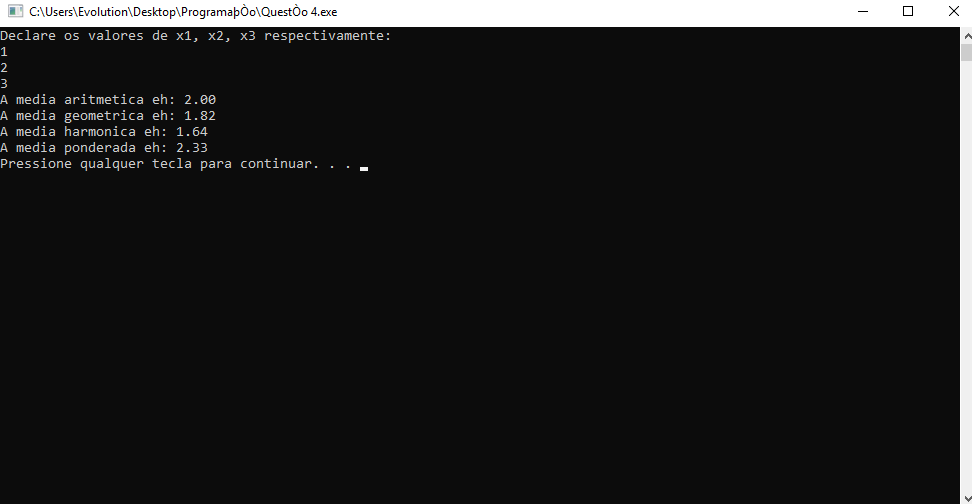 C:\Users\Evolution\Desktop\ProgramaþÒo\QuestÒo 4.exe
Declare os valores de x1, x2, x3 respectivamente:
1
2
3
A media aritmetica eh: 2.00
A media geometrica eh: 1.82
A media harmonica eh: 1.64
A media ponderada eh: 2.33
Pressione qualquer tecla para continuar. . .